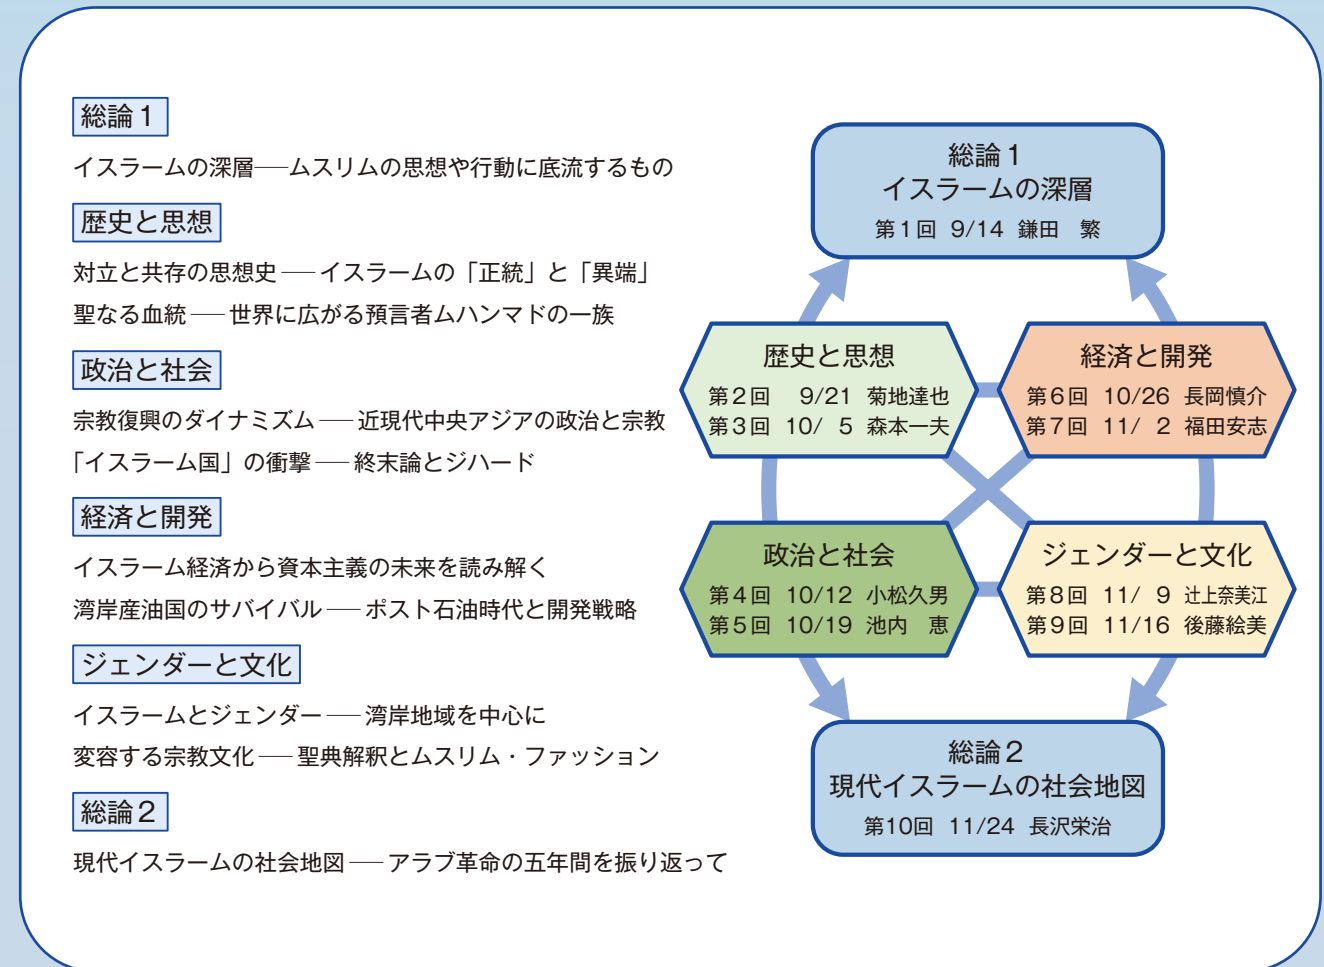 総論1
イスラームの深層──ムスリムの思想や行動に底流するもの
歴史と思想
対立と共存の思想史 ── イスラームの「正統」と「異端」
聖なる血統 ── 世界に広がる預言者ムハンマドの一族
政治と社会
宗教復興のダイナミズム ── 近現代中央アジアの政治と宗教
「イスラーム国」の衝撃 ── 終末論とジハード
経済と開発
イスラーム経済から資本主義の未来を読み解く
湾岸産油国のサバイバル ── ポスト石油時代と開発戦略
ジェンダーと文化
イスラームとジェンダー ── 湾岸地域を中心に
変容する宗教文化 ── 聖典解釈とムスリム・ファッション
総論2
現代イスラームの社会地図 ── アラブ革命の五年間を振り返って
総論1
イスラームの深層
第1回 9/14 鎌田 繁
歴史と思想
第2回 9/21 菊地達也
第3回 10/ 5 森本一夫
経済と開発
第6回 10/26 長岡慎介
第7回 11/ 2 福田安志
政治と社会
第4回 10/12 小松久男
第5回 10/19 池内 恵
ジェンダーと文化
第8回 11/ 9 辻上奈美江
第9回 11/16 後藤絵美
総論2
現代イスラームの社会地図
第10回 11/24 長沢栄治